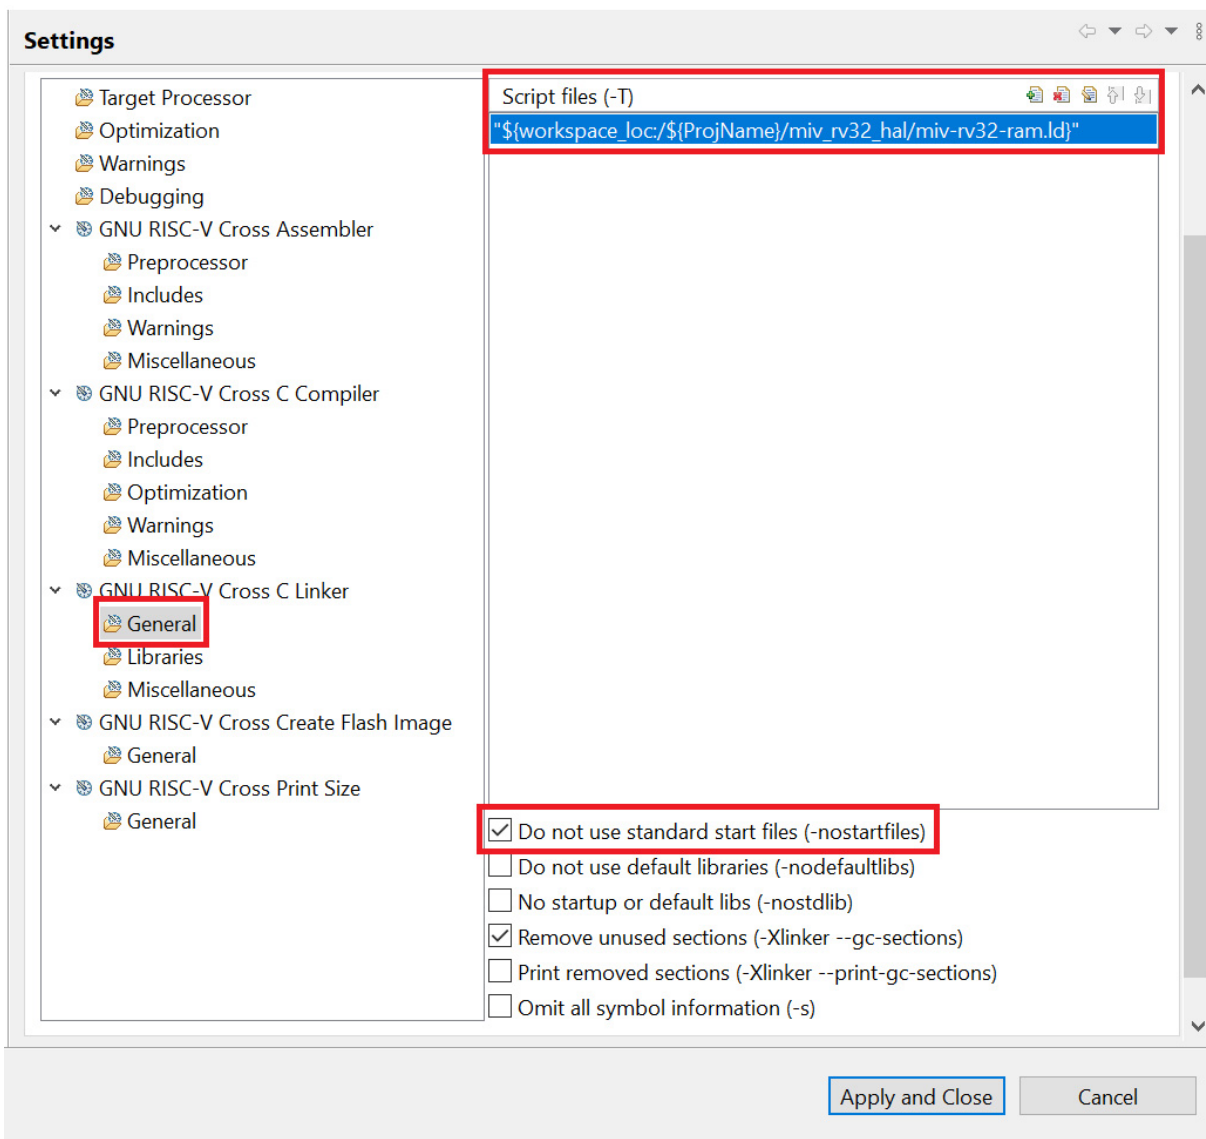 Settings
Target Processor
Optimization
Warnings
Debugging
GNU RISC-V Cross Assembler
Preprocessor
Includes
Warnings
Miscellaneous
GNU RISC-V Cross C Compiler
Preprocessor
Includes
Optimization
Warnings
Miscellaneous
GNU RISC-V Cross C Linker
General
Libraries
Miscellaneous
GNU RISC-V Cross Create Flash Image
General
GNU RISC-V Cross Print Size
General
Script files (-T)
"${workspace_loc:/${ProjName}/miv_rv32_hal/miv-rv32-ram.ld}"
Do not use standard start files (-nostartfiles)
Do not use default libraries (-nodefaultlibs)
No startup or default libs (-nostdlib)
Remove unused sections (-Xlinker --gc-sections)
Print removed sections (-Xlinker --print-gc-sections)
Omit all symbol information (-s)
Apply and Close
Cancel